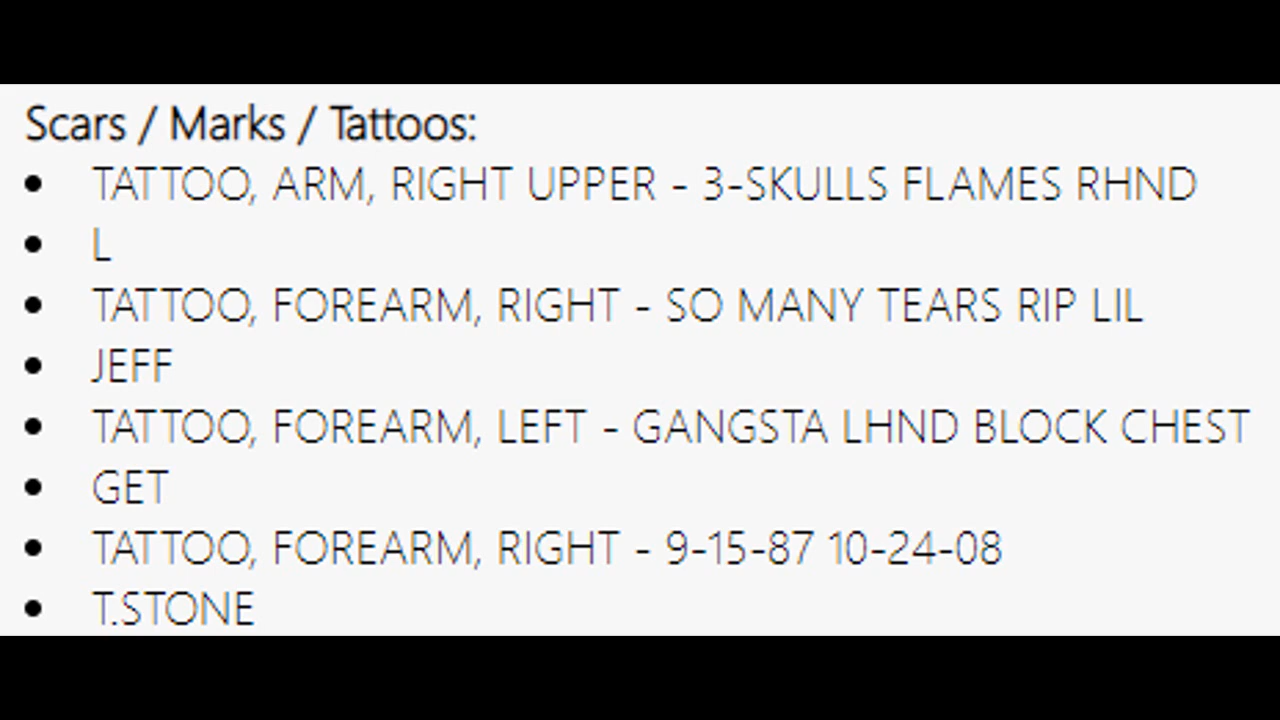 Scars / Marks / Tattoos:
• TATTOO, ARM, RIGHT UPPER - 3-SKULLS FLAMES RHND
• L
• TATTOO, FOREARM, RIGHT - SO MANY TEARS RIP LIL
• JEFF
• TATTOO, FOREARM, LEFT - GANGSTA LHND BLOCK CHEST
• GET
• TATTOO, FOREARM, RIGHT - 9-15-87 10-24-08
• T.STONE